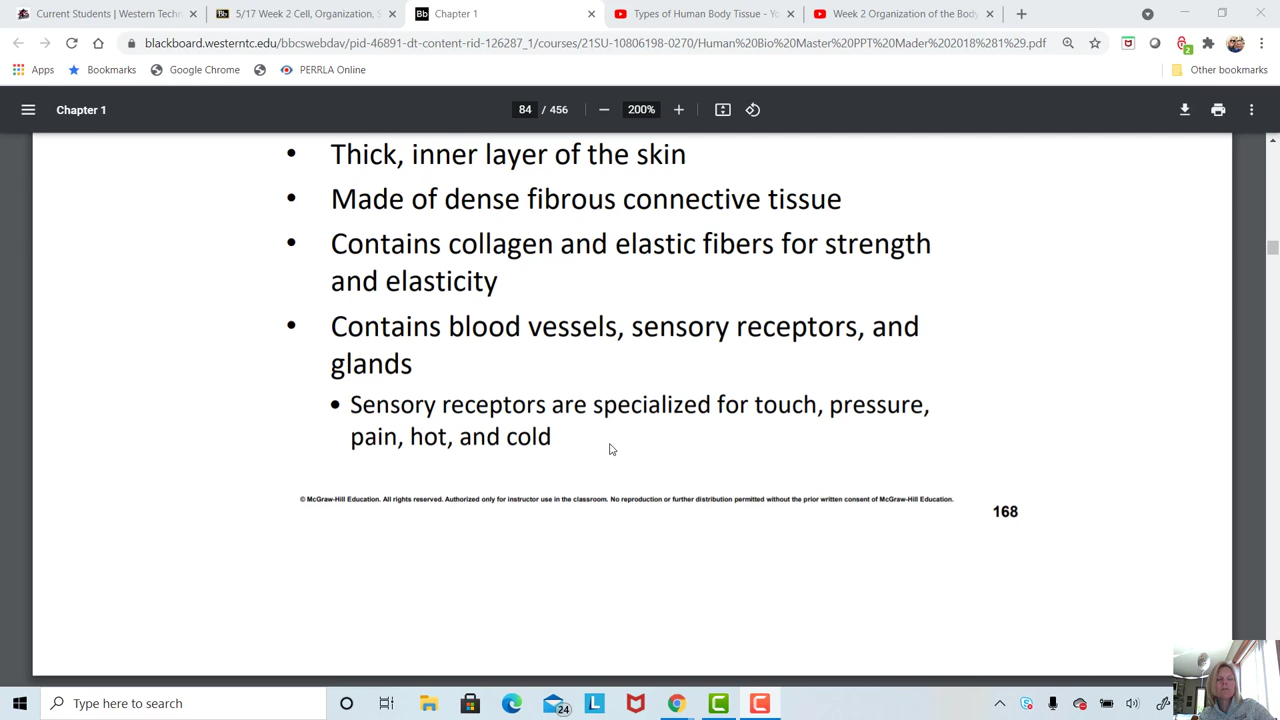 Current Students | Western Techn
5/17 Week 2 Cell, Organization, S
Chapter 1
Types of Human Body Tissue - Yo
Week 2 Organization of the Body
blackboard.westerntc.edu/bbcswebdav/pid-46891-dt-content-rid-126287_1/courses/21SU-10806198-0270/Human%20Bio%20Master%20PPT%20Mader%202018%281%29.pdf
2
Apps
Bookmarks
Google Chrome
PERRLA Online
Other bookmarks
Chapter 1
84 / 456
200%
• Thick, inner layer of the skin
• Made of dense fibrous connective tissue
• Contains collagen and elastic fibers for strength
and elasticity
• Contains blood vessels, sensory receptors, and
glands
• Sensory receptors are specialized for touch, pressure,
pain, hot, and cold
© McGraw-Hill Education. All rights reserved. Authorized only for instructor use in the classroom. No reproduction or further distribution permitted without the prior written consent of McGraw-Hill Education.
168
Type here to search
24